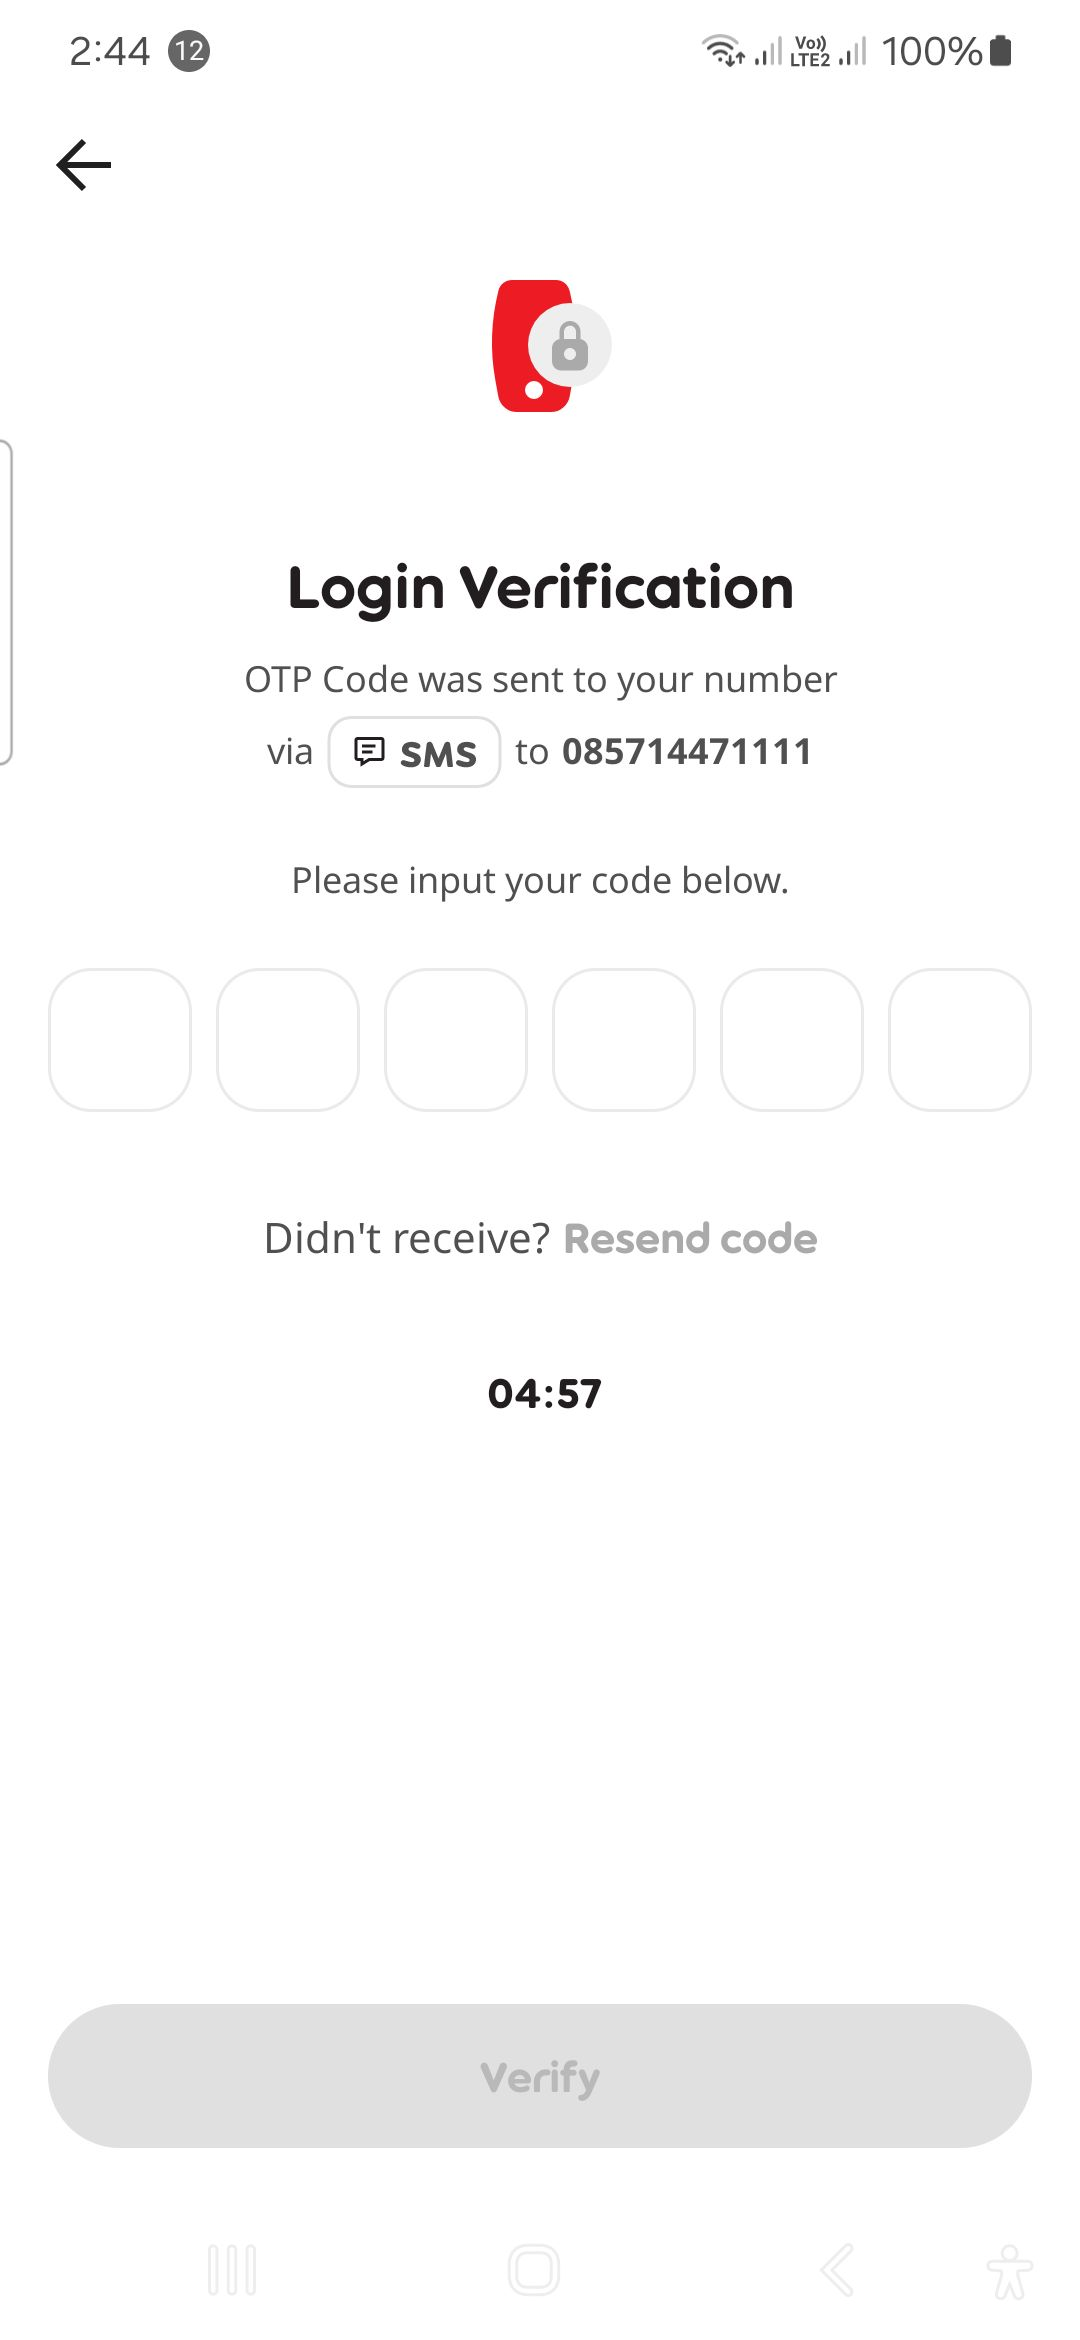 2:44 12 Vo)) LTE2 100%
Login Verification
OTP Code was sent to your number
via SMS to 085714471111
Please input your code below.
Didn't receive? Resend code
04:57
Verify